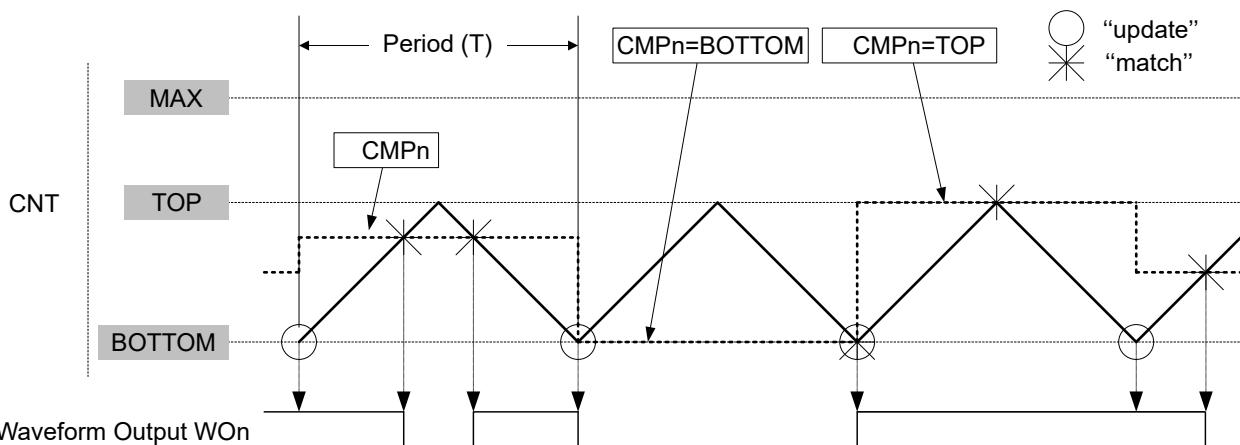 Period (T)
CMPn=BOTTOM
CMPn=TOP
“update”
“match”
MAX
CMPn
CNT
TOP
BOTTOM
Waveform Output WOn